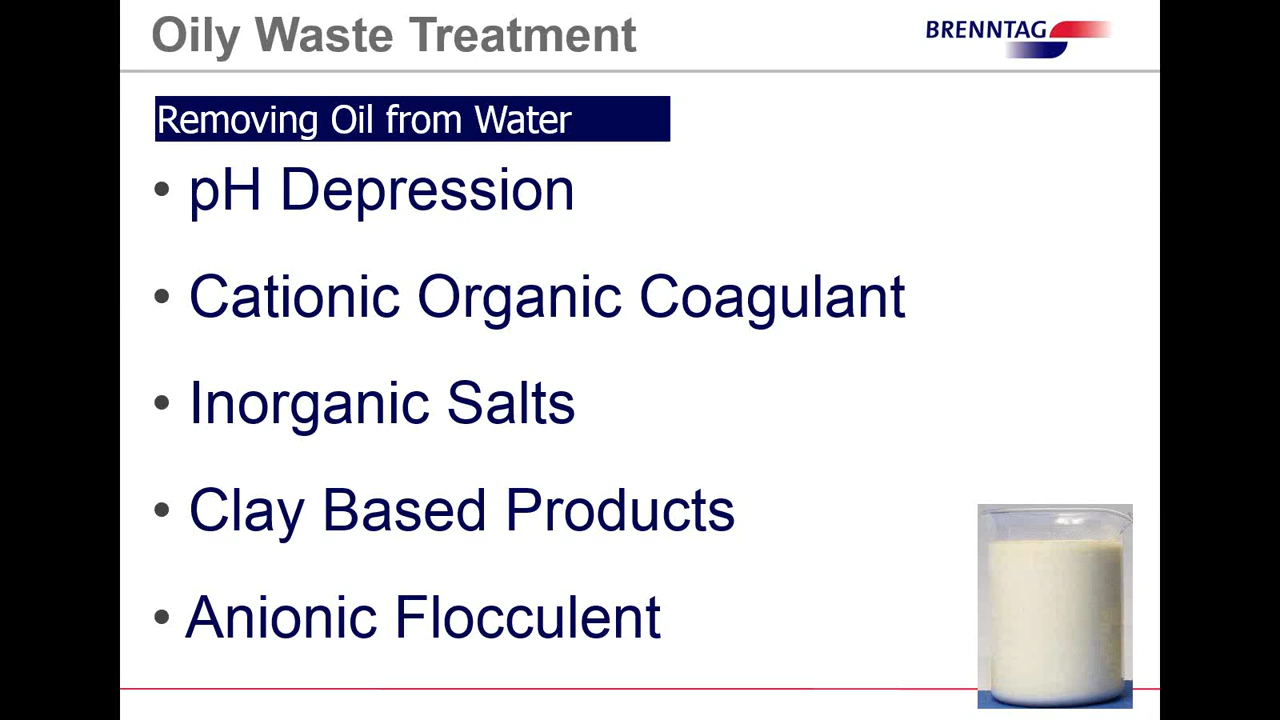 Oily Waste Treatment
BRENNTAG
Removing Oil from Water
• pH Depression
• Cationic Organic Coagulant
• Inorganic Salts
• Clay Based Products
• Anionic Flocculent